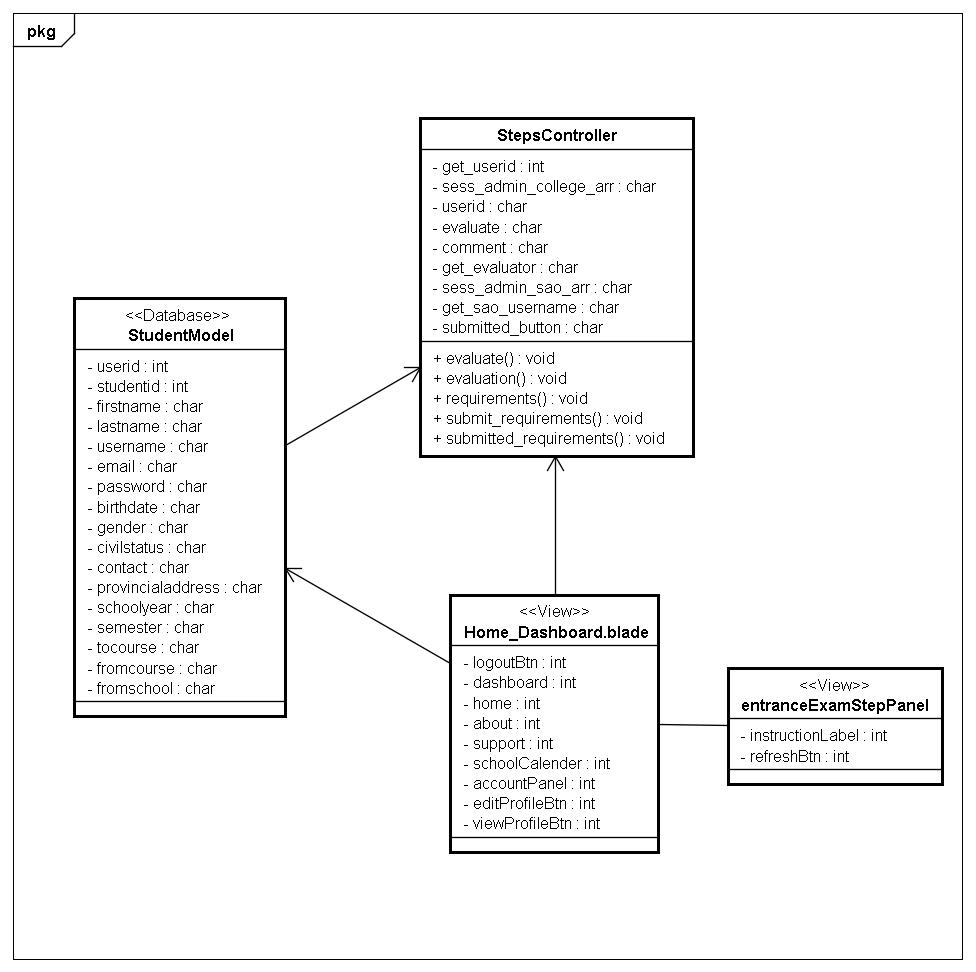 pkg
StepsController
- get_userid : int
- sess_admin_college_arr : char
- userid : char
- evaluate : char
- comment : char
- get_evaluator : char
- sess_admin_sao_arr : char
- get_sao_username : char
- submitted_button : char
+ evaluate() : void
+ evaluation() : void
+ requirements() : void
+ submit_requirements() : void
+ submitted_requirements() : void
<<Database>>
StudentModel
- userid : int
- studentid : int
- firstname : char
- lastname : char
- username : char
- email : char
- password : char
- birthdate : char
- gender : char
- civilstatus : char
- contact : char
- provincialaddress : char
- schoolyear : char
- semester : char
- tocourse : char
- fromcourse : char
- fromschool : char
<<View>>
Home_Dashboard.blade
- logoutBtn : int
- dashboard : int
- home : int
- about : int
- support : int
- schoolCalender : int
- accountPanel : int
- editProfileBtn : int
- viewProfileBtn : int
<<View>>
entranceExamStepPanel
- instructionLabel : int
- refreshBtn : int